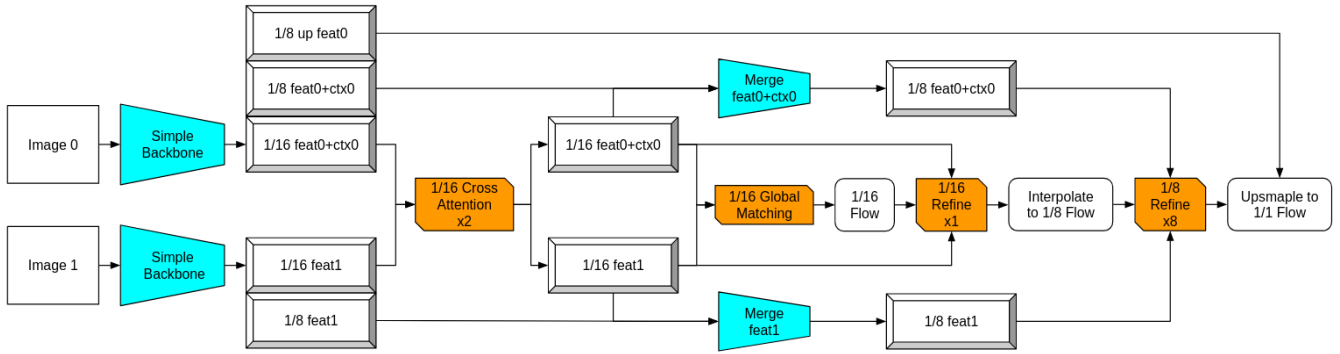 1/8 up feat0
1/8 feat0+ctx0
Merge
feat0+ctx0
1/8 feat0+ctx0
Image 0
Simple
Backbone
1/16 feat0+ctx0
1/16 feat0+ctx0
1/16 Cross
Attention
x2
1/16 Global
Matching
1/16
Flow
1/16
Refine
x1
Interpolate
to 1/8 Flow
1/8
Refine
x8
Upsmaple to
1/1 Flow
Image 1
Simple
Backbone
1/16 feat1
1/16 feat1
1/8 feat1
Merge
feat1
1/8 feat1